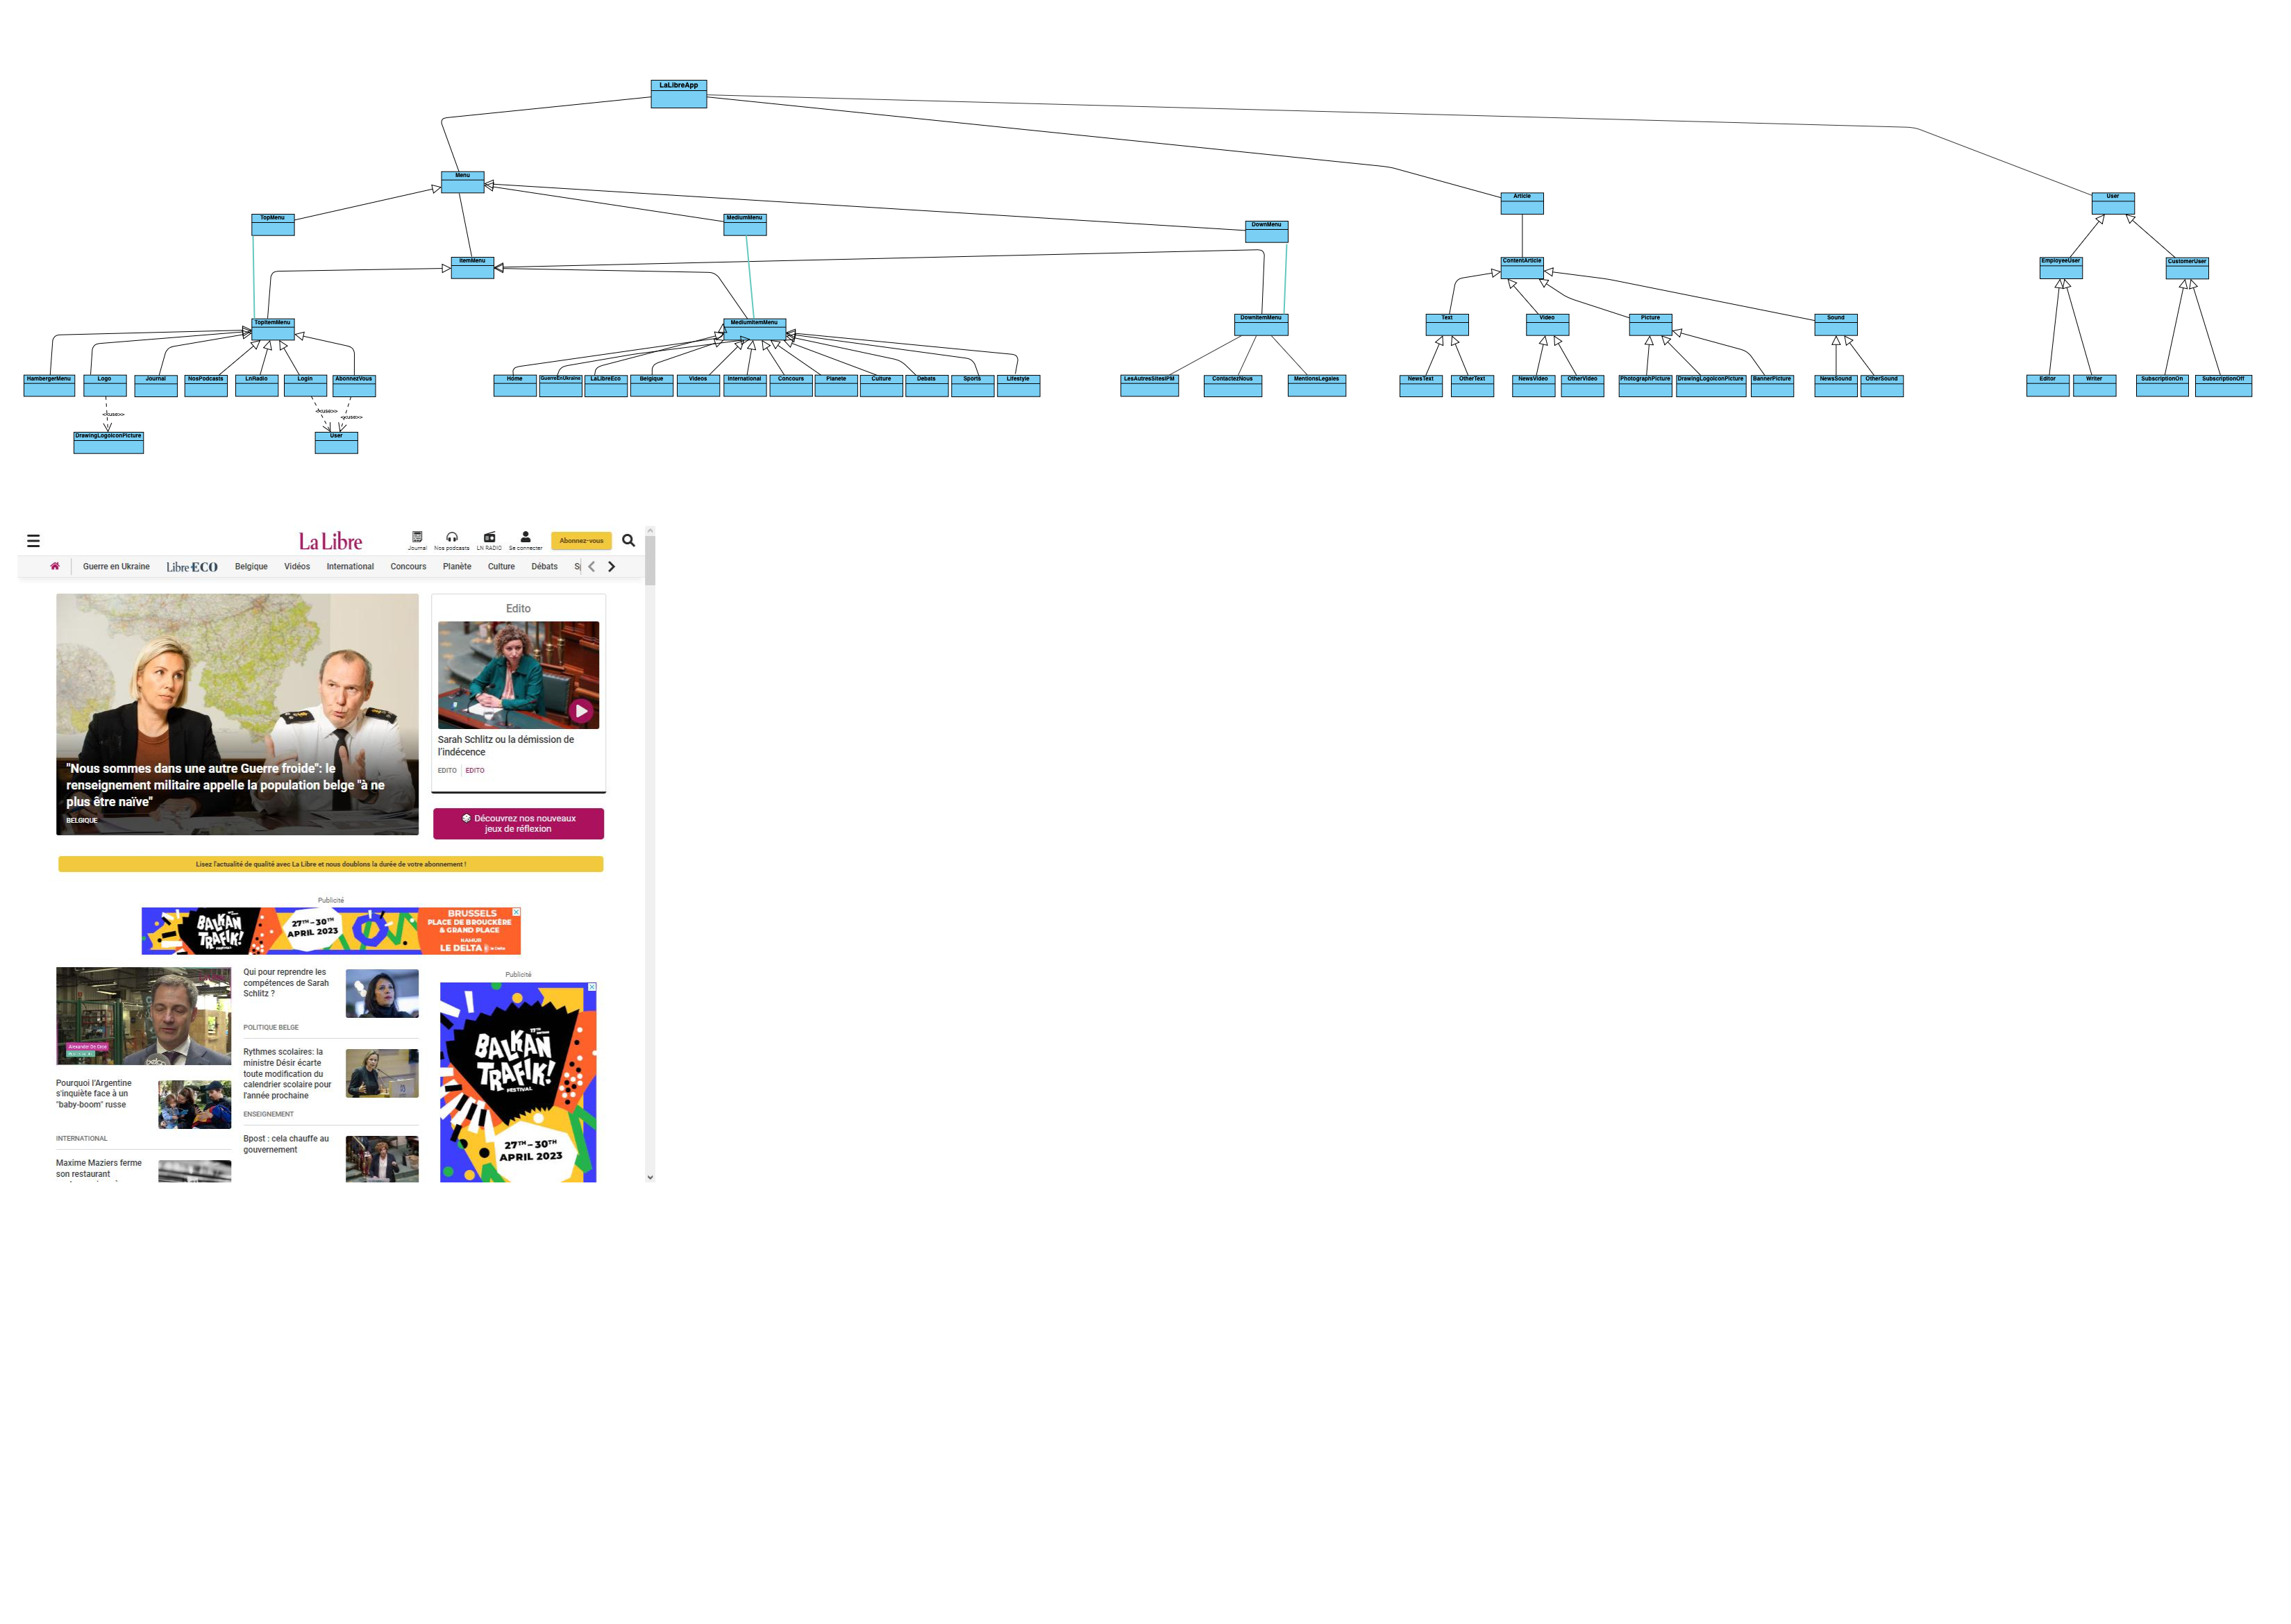 LaLibreApp
Menu
Article
User
TopMenu
MediumMenu
DownMenu
ItemMenu
ContentArticle
EmployeeUser
CustomerUser
TopItemMenu
MediumItemMenu
DownItemMenu
Text
Video
Picture
Sound
HambergerMenu
Logo
Journal
NosPodcasts
LnRadio
Login
AbonnezVous
Home
GuerreEnUkraine
LaLibreEco
Belgique
Videos
International
Concours
Planete
Culture
Debats
Sports
Lifestyle
LesAutresSitesIPM
ContactezNous
MentionsLegales
NewsText
OtherText
NewsVideo
OtherVideo
PhotographPicture
DrawingLogoIconPicture
BannerPicture
NewsSound
OtherSound
Editor
Writer
SubscriptionOn
SubscriptionOff
<<use>>
<<use>>
<<use>>
DrawingLogoIconPicture
User
La Libre
Journal
Nos podcasts
LN RADIO
Se connecter
Abonnez-vous
Guerre en Ukraine
Libre ECO
Belgique
Vidéos
International
Concours
Planète
Culture
Débats
"Nous sommes dans une autre Guerre froide": le
renseignement militaire appelle la population belge "à ne
plus être naïve"
BELGIQUE
Edito
Sarah Schlitz ou la démission de
l'indécence
EDITO | EDITO
Découvrez nos nouveaux
jeux de réflexion
Lisez l'actualité de qualité avec La Libre et nous doublons la durée de votre abonnement !
Publicité
BALKAN
TRAFIK!
27TH – 30TH
APRIL 2023
BRUSSELS
PLACE DE BROUCKÈRE
& GRAND PLACE
NAMUR
LE DELTA
Alexander De Croo
Pourquoi l'Argentine
s'inquiète face à un
"baby-boom" russe
INTERNATIONAL
Maxime Maziers ferme
son restaurant
Qui pour reprendre les
compétences de Sarah
Schlitz ?
POLITIQUE BELGE
Rythmes scolaires: la
ministre Désir écarte
toute modification du
calendrier scolaire pour
l'année prochaine
ENSEIGNEMENT
Bpost : cela chauffe au
gouvernement
Publicité
BALKAN
TRAFIK!
FESTIVAL
27TH – 30TH
APRIL 2023